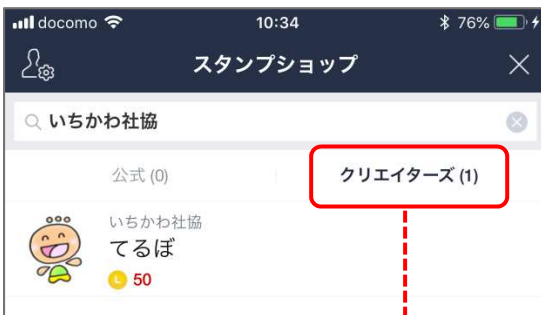 docomo 10:34 76%
スタンプショップ
いちかわ社協
公式 (0) クリエイターズ (1)
いちかわ社協
てるぼ
L 50